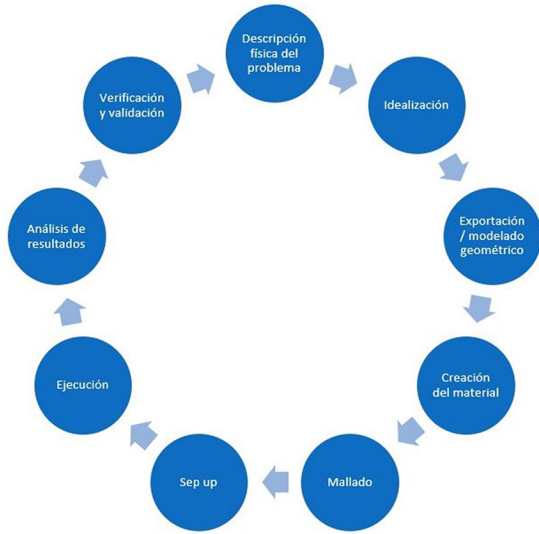 Descripción
física del
problema
Idealización
Exportación
/ modelado
geométrico
Creación
del material
Mallado
Sep up
Ejecución
Análisis de
resultados
Verificación
y validación